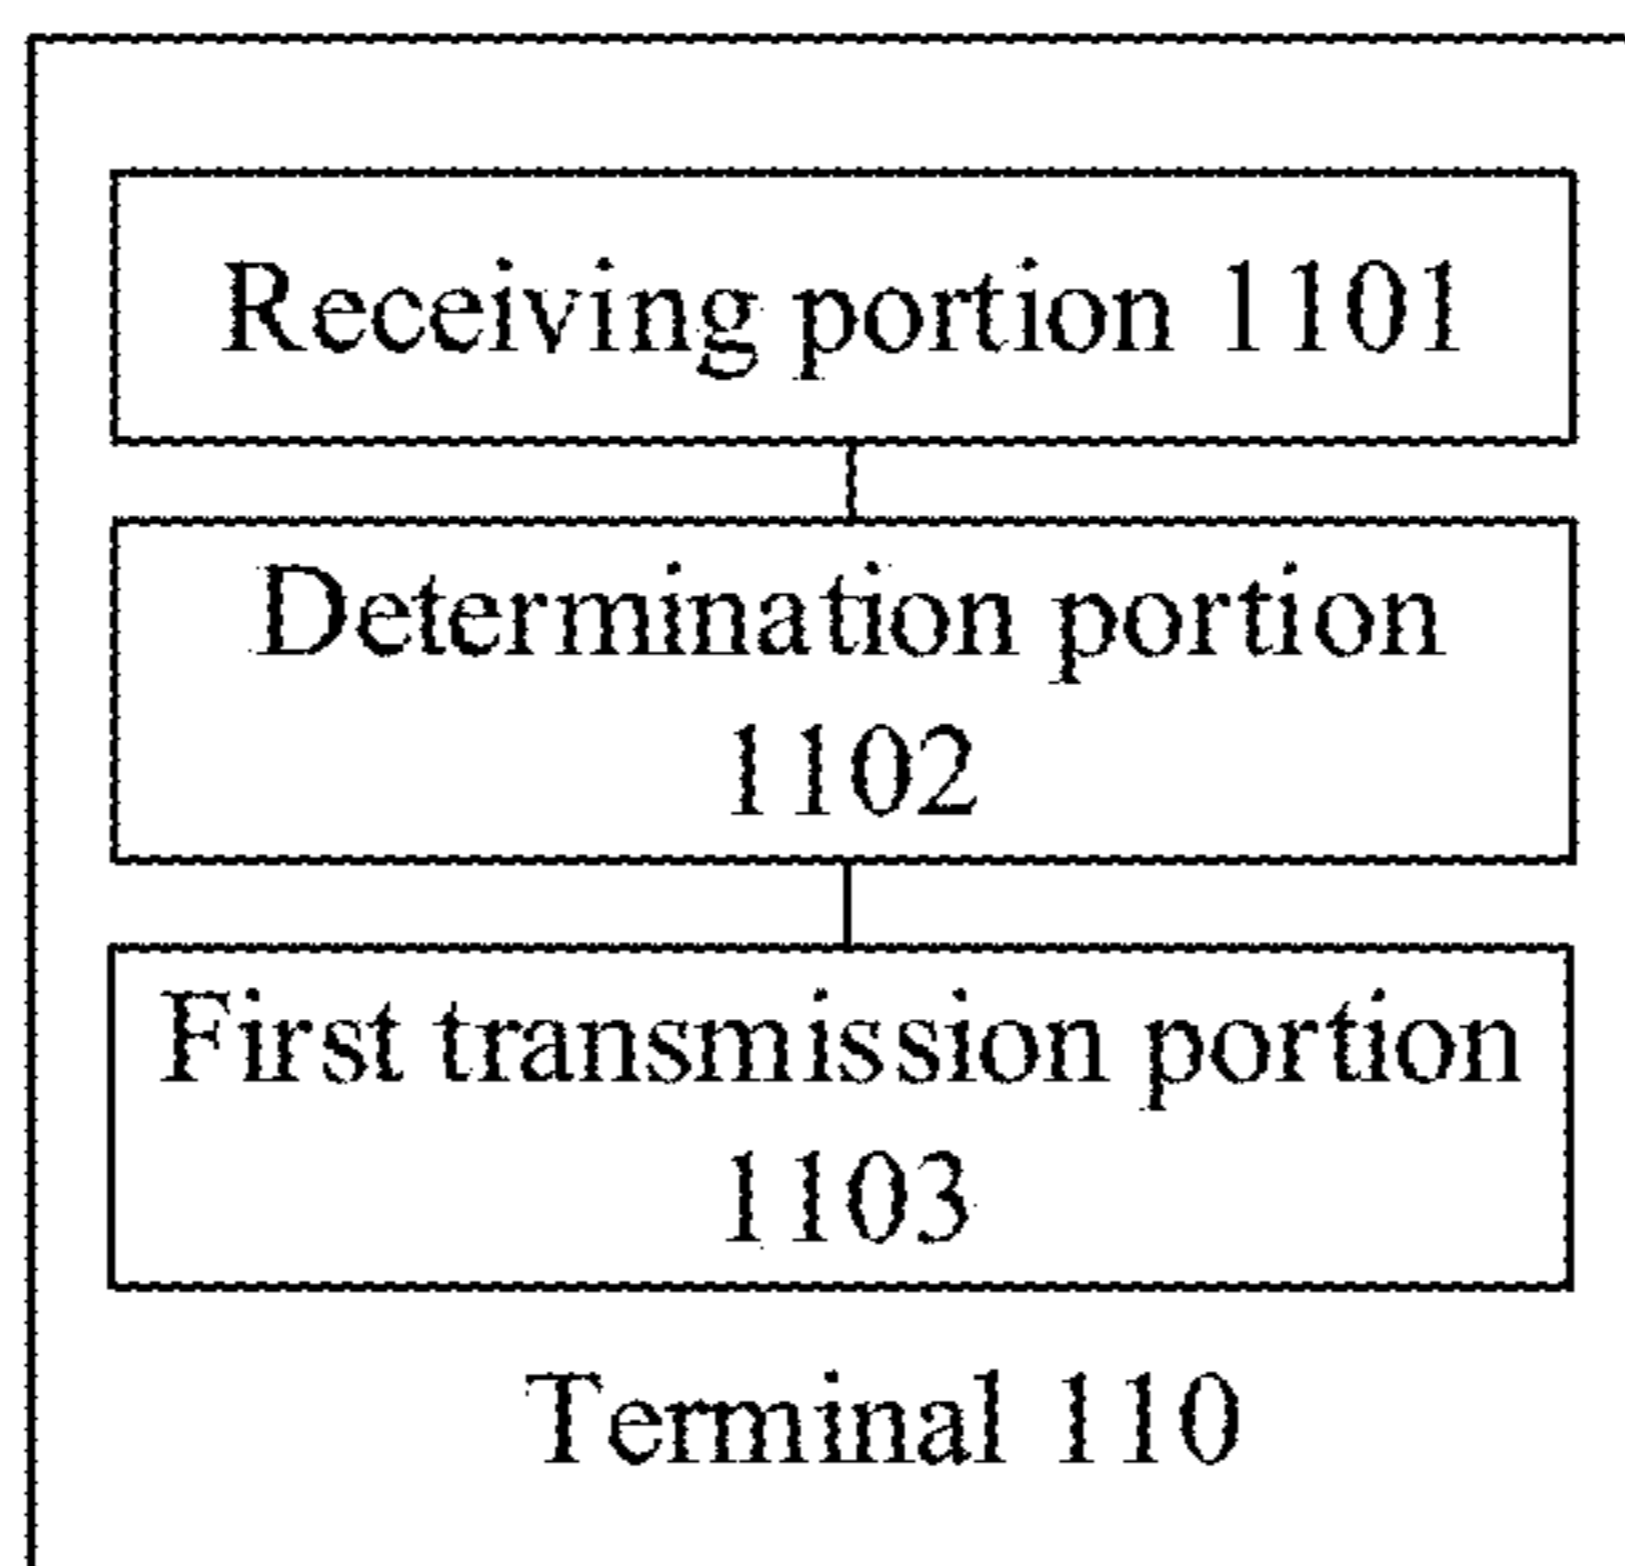 Receiving portion 1101
Determination portion
1102
First transmission portion
1103
Terminal 110